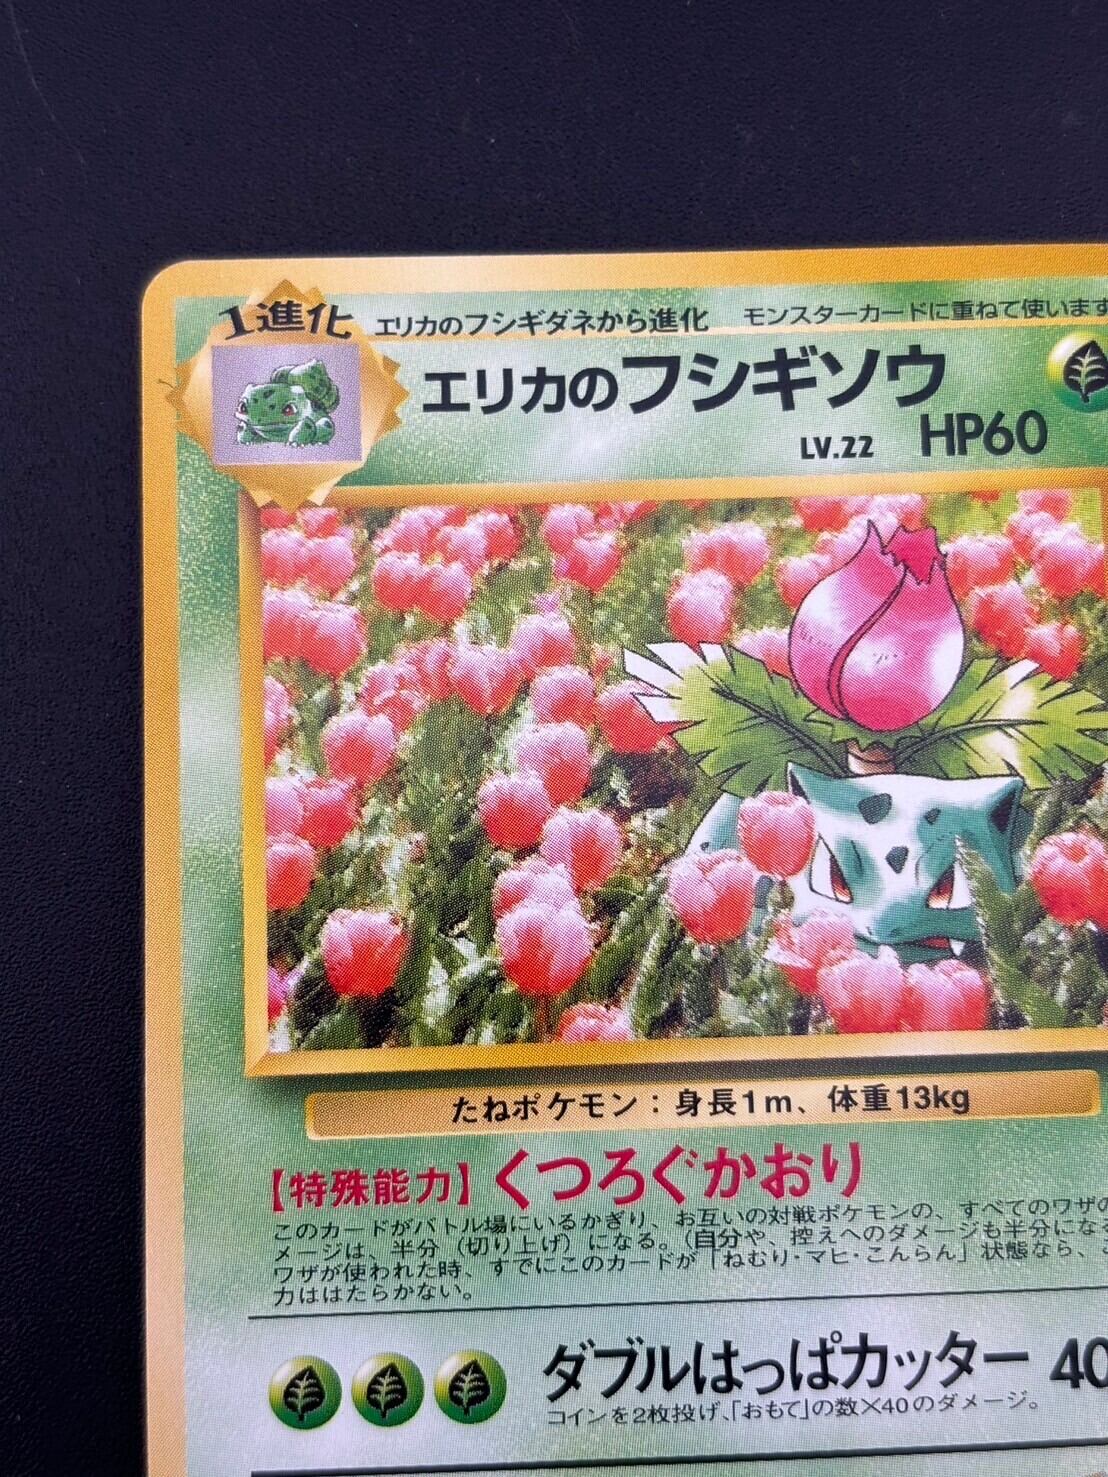 1進化
エリカのフシギダネから進化 モンスターカードに重ねて使います
エリカのフシギソウ
LV.22 HP60
たねポケモン：身長1m、体重13kg
【特殊能力】くつろぐかおり
このカードがバトル場にいるかぎり、お互いの対戦ポケモンの、すべてのワザの
メージは、半分（切り上げ）になる。（自分や、控えへのダメージも半分になる
ワザが使われた時、すでにこのカードが「ねむり・マヒ・こんらん」状態なら、
力ははたらかない。
ダブルはっぱカッター 40
コインを2枚投げ、「おもて」の数×40のダメージ。